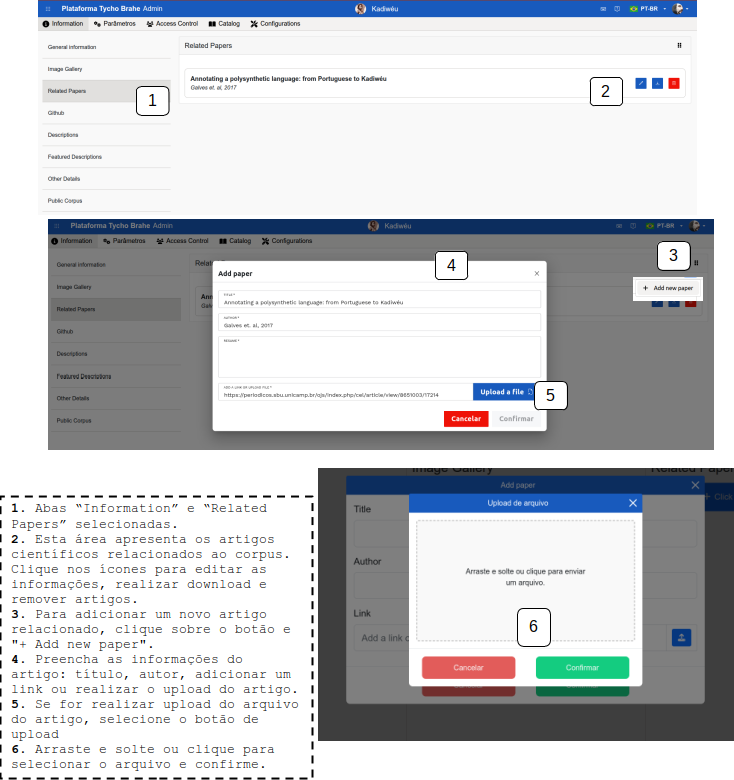 Plataforma Tycho Brahe Admin
Kadiwéu
PT-BR
Information
Parâmetros
Access Control
Catalog
Configurations
General information
Image Gallery
Related Papers
Github
Descriptions
Featured Descriptions
Other Details
Public Corpus
Related Papers
Annotating a polysynthetic language: from Portuguese to Kadiwéu
Galves et. al, 2017
1
2
Plataforma Tycho Brahe Admin
Kadiwéu
PT-BR
Information
Parâmetros
Access Control
Catalog
Configurations
General information
Image Gallery
Related Papers
Github
Descriptions
Featured Descriptions
Other Details
Public Corpus
3
+ Add new paper
4
Add paper
TITLE *
Annotating a polysynthetic language: from Portuguese to Kadiwéu
AUTHOR *
Galves et. al, 2017
RESUME *
ADD A LINK OR UPLOAD FILE *
https://periodicos.sbu.unicamp.br/ojs/index.php/cel/article/view/8651003/17214
Upload a file
5
Cancelar
Confirmar
1. Abas “Information” e “Related
Papers” selecionadas.
2. Esta área apresenta os artigos
científicos relacionados ao corpus.
Clique nos ícones para editar as
informações, realizar download e
remover artigos.
3. Para adicionar um novo artigo
relacionado, clique sobre o botão e
"+ Add new paper".
4. Preencha as informações do
artigo: título, autor, adicionar um
link ou realizar o upload do artigo.
5. Se for realizar upload do arquivo
do artigo, selecione o botão de
upload
6. Arraste e solte ou clique para
selecionar o arquivo e confirme.
Image Gallery
Related Paper
Add paper
+ Click
Title
Author
Link
Add a link o
Upload de arquivo
Arraste e solte ou clique para enviar
um arquivo.
6
Cancelar
Confirmar